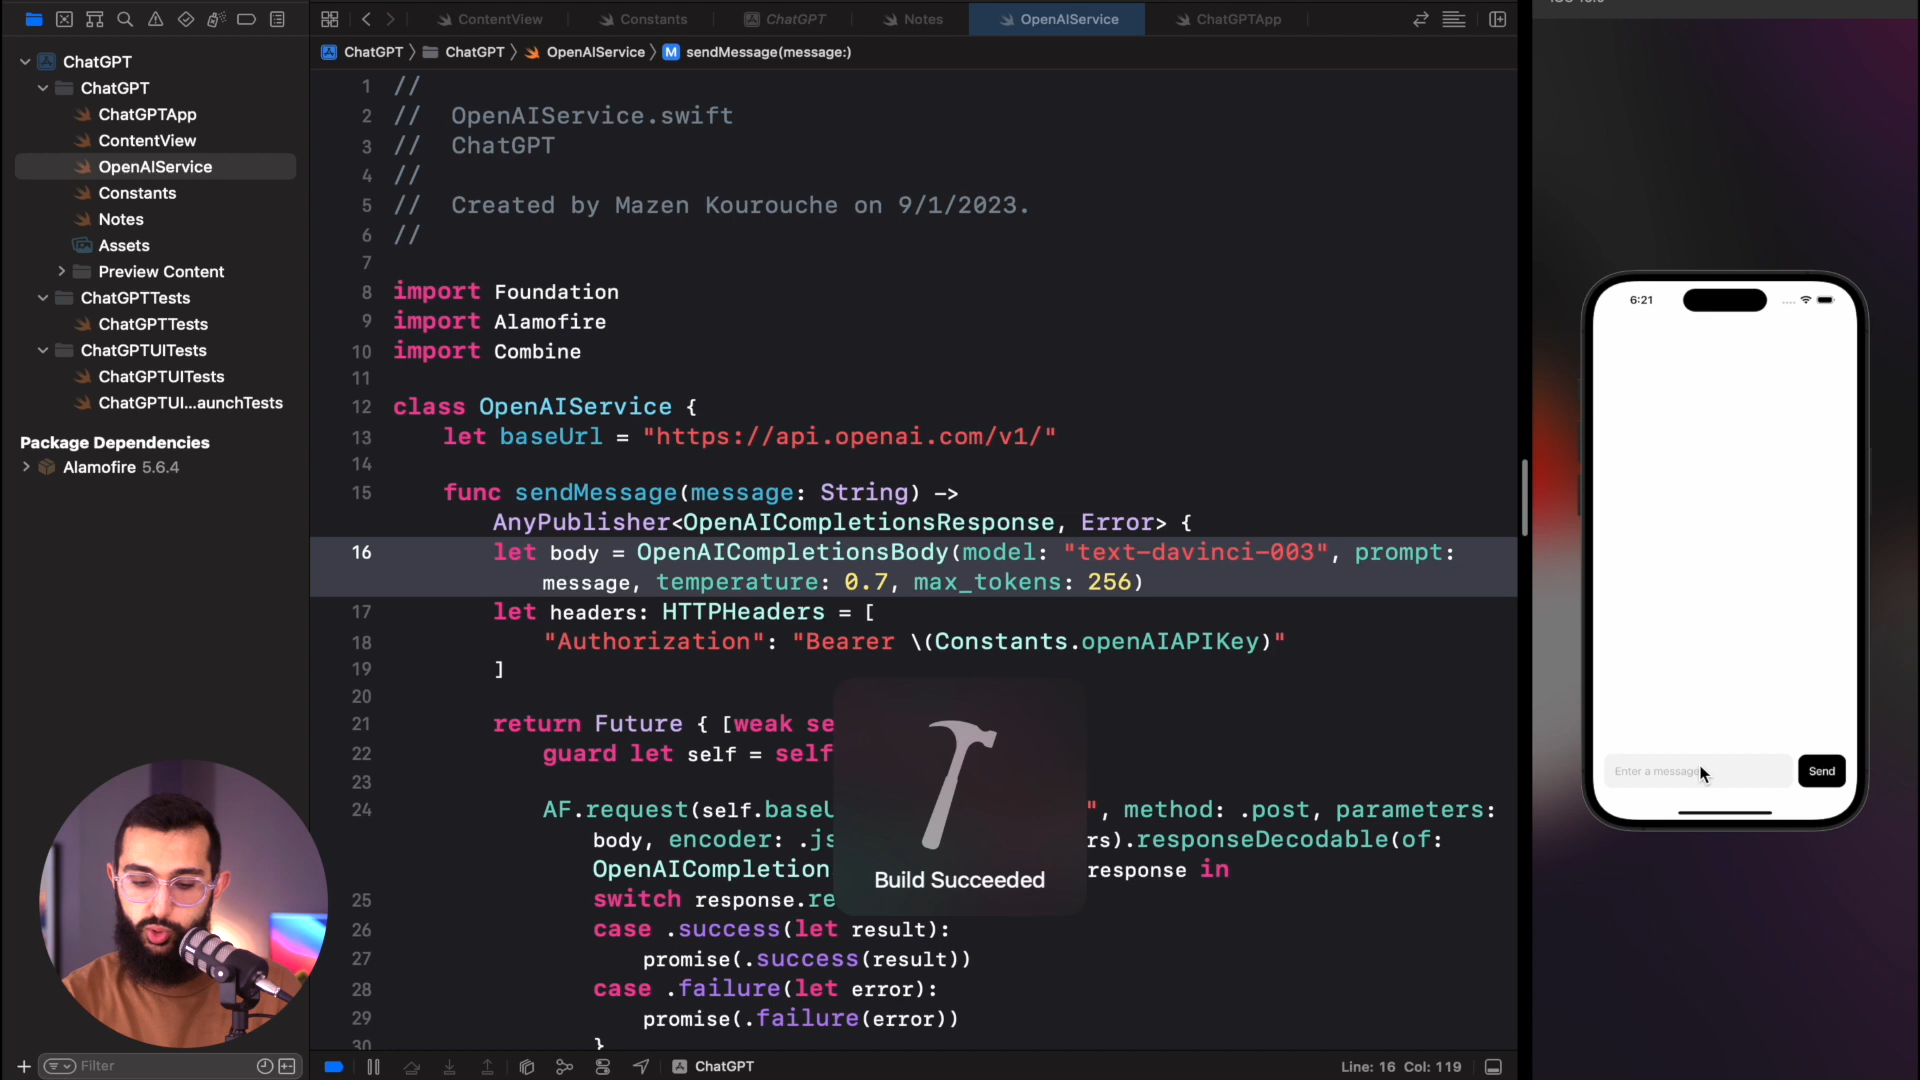 ContentView
Constants
ChatGPT
Notes
OpenAIService
ChatGPTApp
ChatGPT
ChatGPT
OpenAIService
sendMessage(message:)
ChatGPT
ChatGPT
ChatGPTApp
ContentView
OpenAIService
Constants
Notes
Assets
Preview Content
ChatGPTTests
ChatGPTTests
ChatGPTUITests
ChatGPTUITests
ChatGPTUI...aunchTests
Package Dependencies
Alamofire 5.6.4
Filter
1 //
2 // OpenAIService.swift
3 // ChatGPT
4 //
5 // Created by Mazen Kourouche on 9/1/2023.
6 //
7
8 import Foundation
9 import Alamofire
10 import Combine
11
12 class OpenAIService {
13 let baseUrl = "https://api.openai.com/v1/"
14
15 func sendMessage(message: String) ->
AnyPublisher<OpenAICompletionsResponse, Error> {
16 let body = OpenAICompletionsBody(model: "text-davinci-003", prompt:
message, temperature: 0.7, max_tokens: 256)
17 let headers: HTTPHeaders = [
18 "Authorization": "Bearer \(Constants.openAIAPIKey)"
19 ]
20
21 return Future { [weak se
22 guard let self = self
23
24 AF.request(self.baseU ", method: .post, parameters:
body, encoder: .js rs).responseDecodable(of:
OpenAICompletion response in
25 switch response.re
26 case .success(let result):
27 promise(.success(result))
28 case .failure(let error):
29 promise(.failure(error))
30 }
Build Succeeded
ChatGPT
Line: 16 Col: 119
6:21
Enter a message
Send